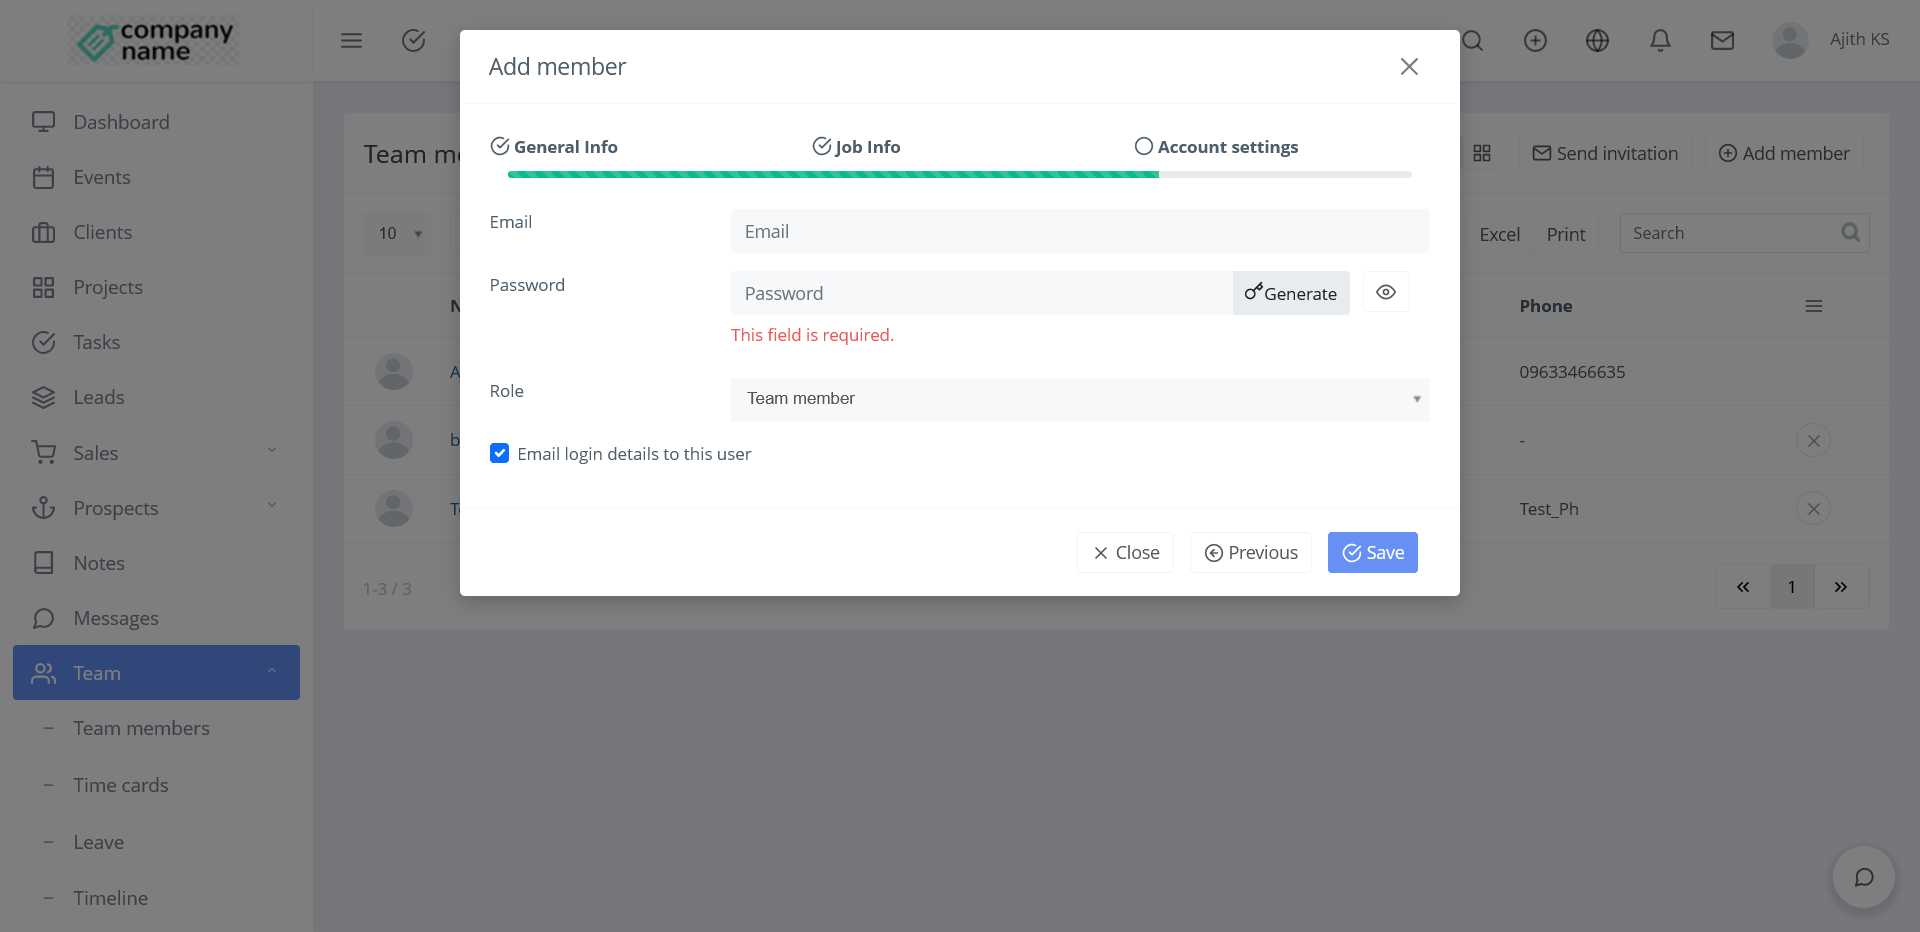 company
name
Ajith KS
Add member
General Info
Job Info
Account settings
Email
Email
Password
Password
Generate
This field is required.
Role
Team member
Email login details to this user
Close
Previous
Save
Dashboard
Events
Clients
Projects
Tasks
Leads
Sales
Prospects
Notes
Messages
Team
Team members
Time cards
Leave
Timeline
Team me
Send invitation
Add member
10
Excel
Print
Search
Phone
09633466635
-
Test_Ph
1-3 / 3
«
1
»